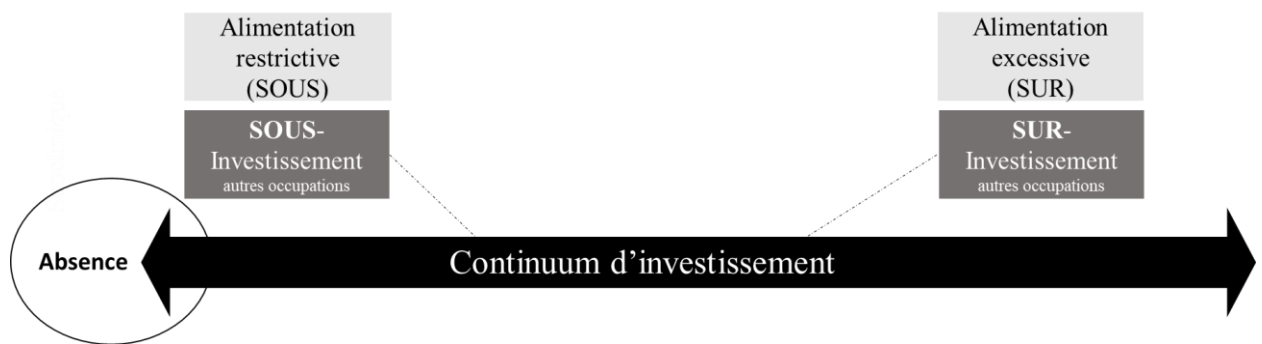 Alimentation
restrictive
(SOUS)
SOUS-
Investissement
autres occupations
Alimentation
excessive
(SUR)
SUR-
Investissement
autres occupations
Absence
Continuum d'investissement